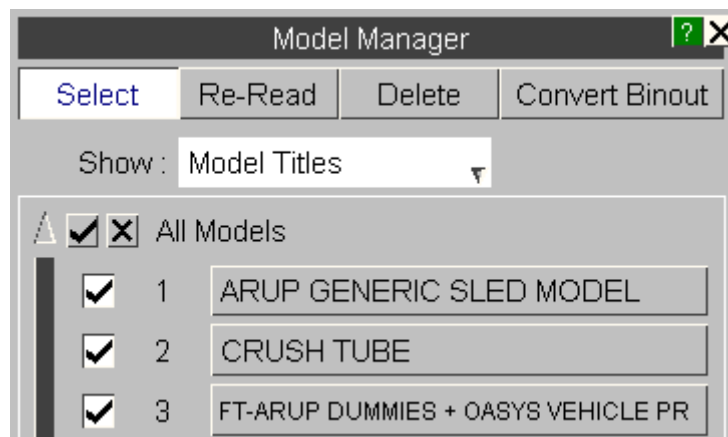 Model Manager ? X
Select Re-Read Delete Convert Binout
Show : Model Titles
All Models
1 ARUP GENERIC SLED MODEL
2 CRUSH TUBE
3 FT-ARUP DUMMIES + OASYS VEHICLE PR